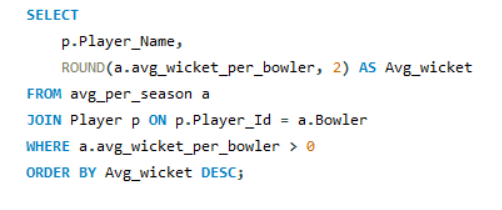 SELECT
    p.Player_Name,
    ROUND(a.avg_wicket_per_bowler, 2) AS Avg_wicket
FROM avg_per_season a
JOIN Player p ON p.Player_Id = a.Bowler
WHERE a.avg_wicket_per_bowler > 0
ORDER BY Avg_wicket DESC;